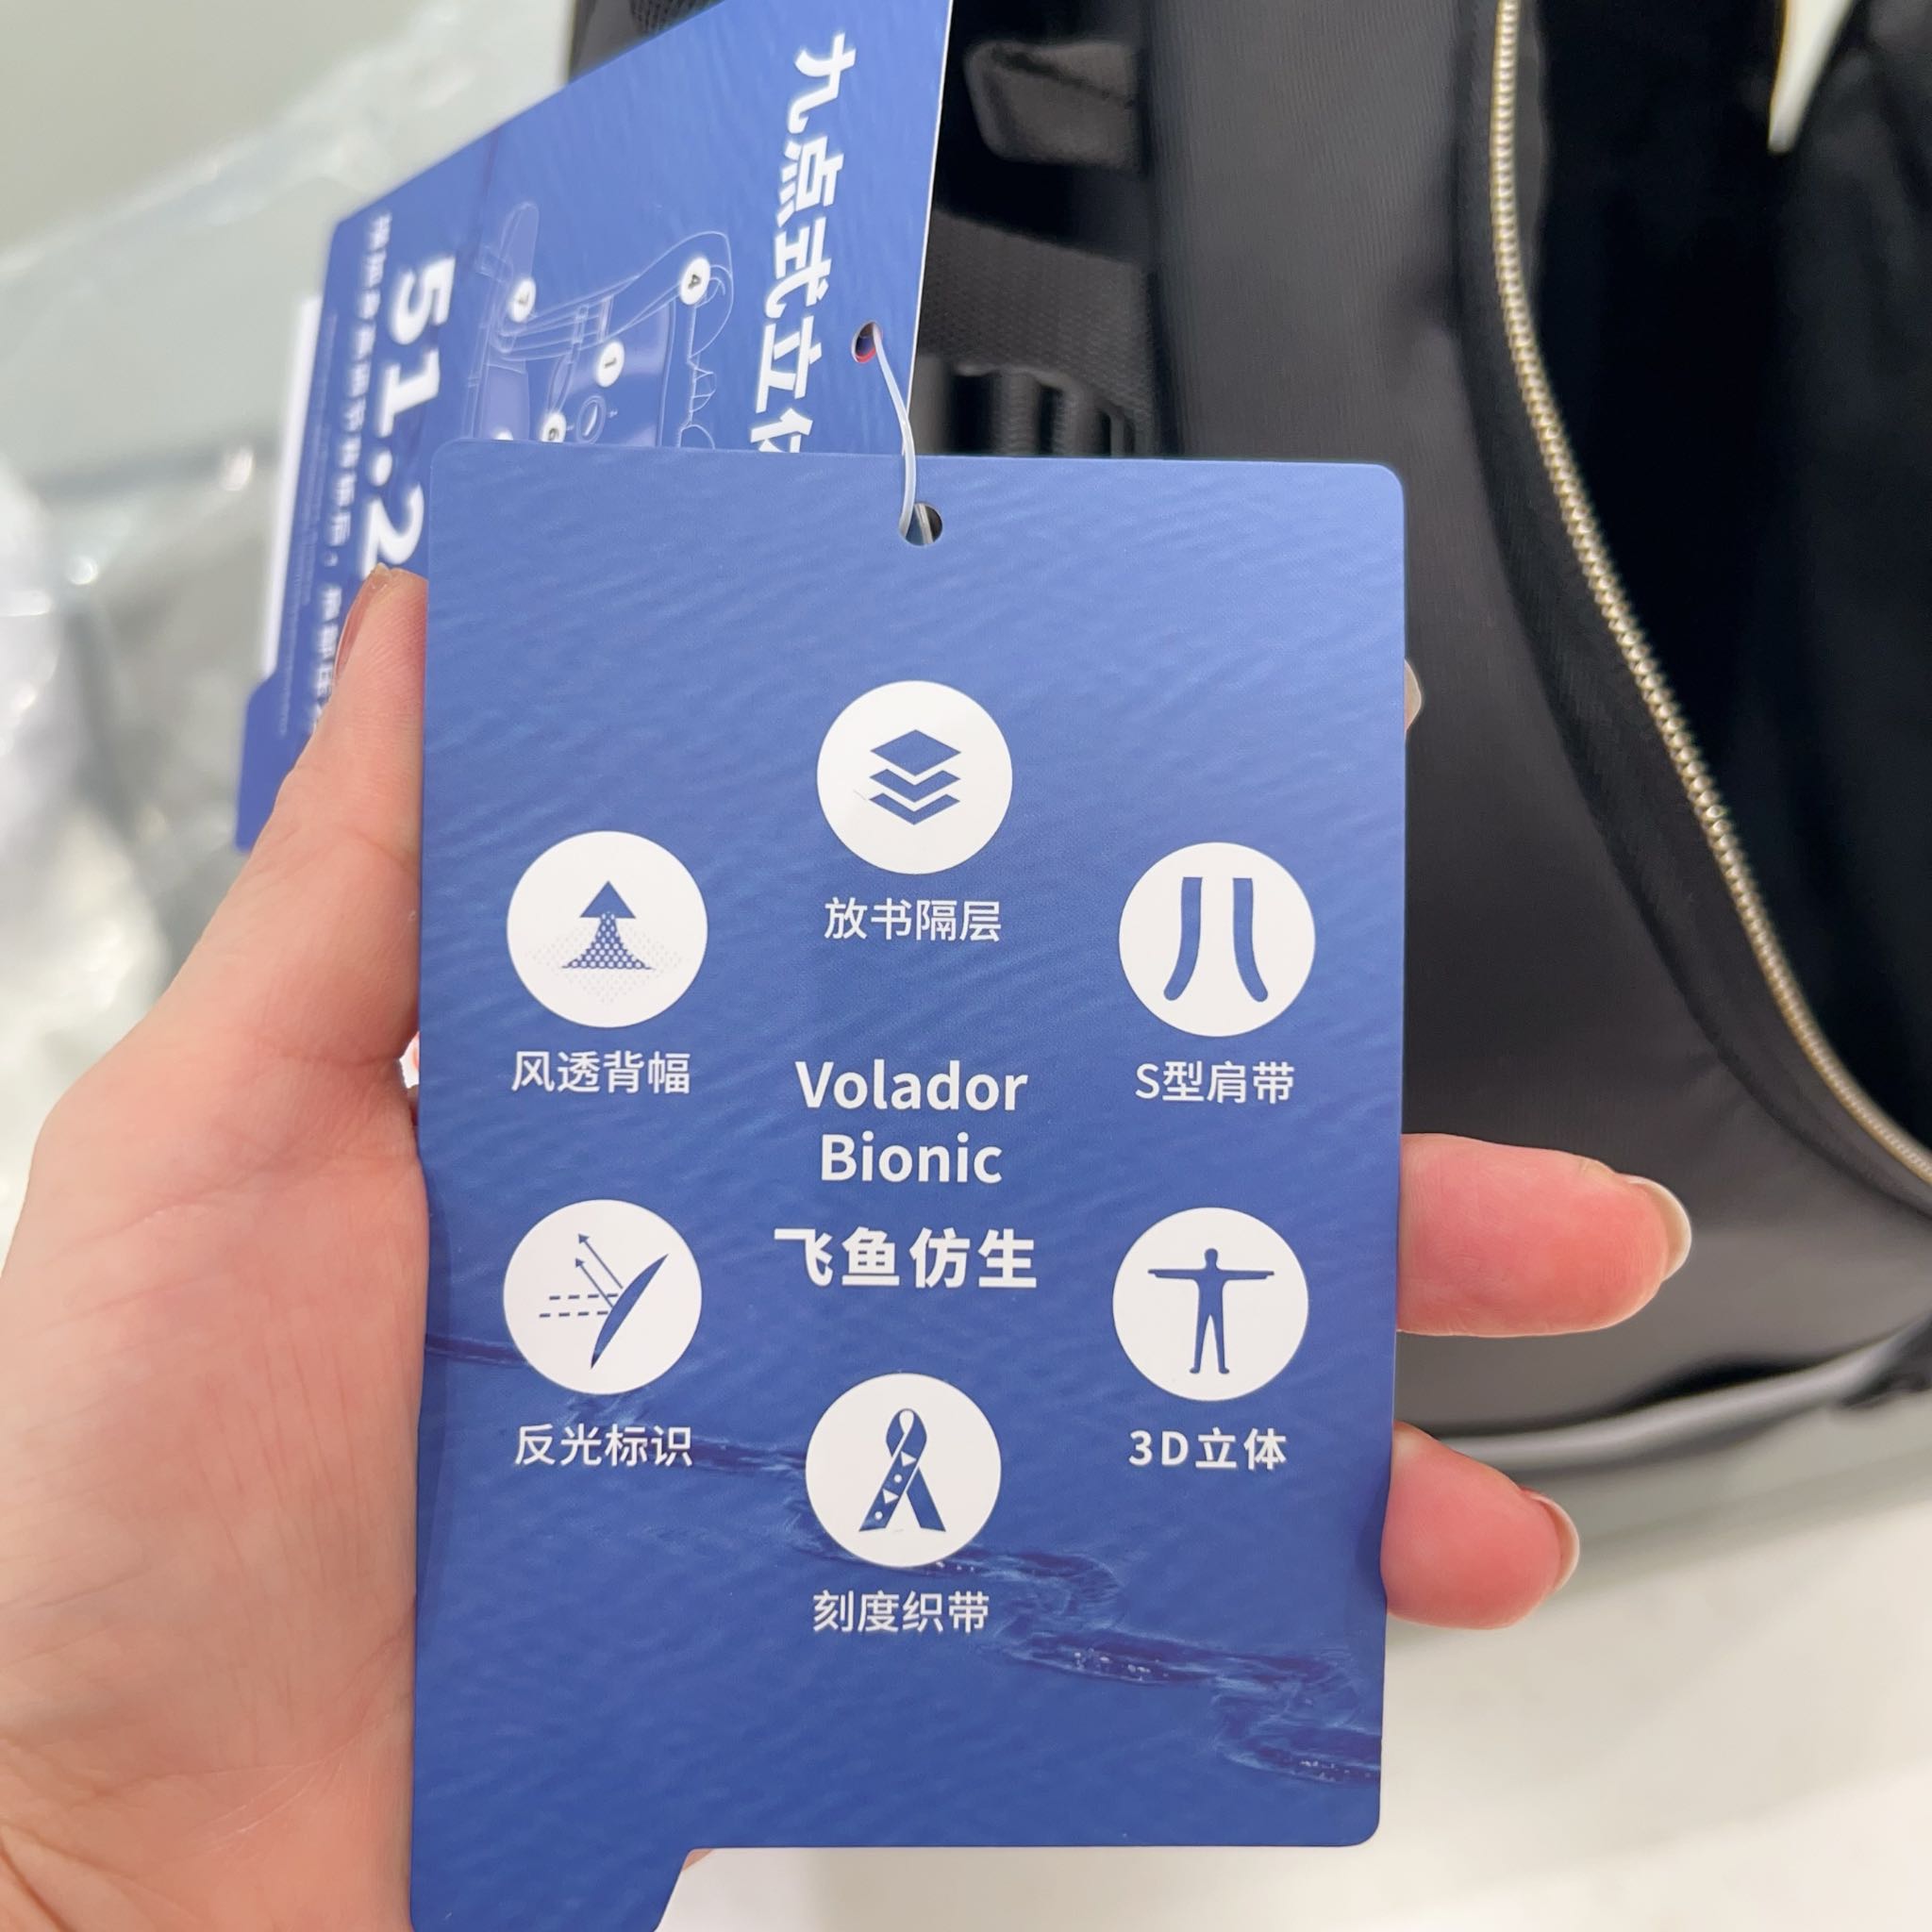 九点式立体
51.2
放书隔层
风透背幅
S型肩带
Volador
Bionic
飞鱼仿生
反光标识
3D立体
刻度织带